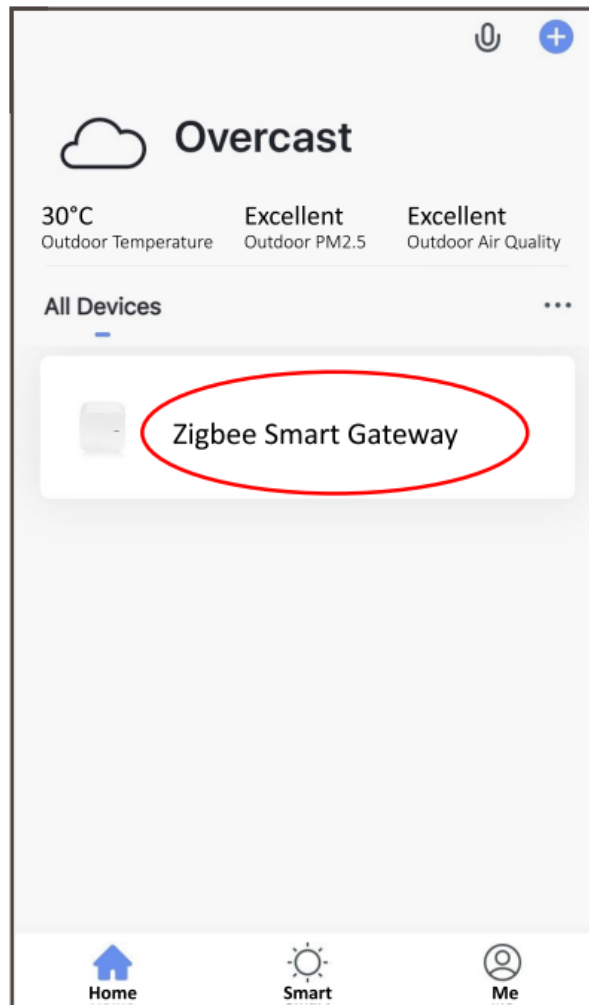 Overcast
30°C Excellent Excellent
Outdoor Temperature Outdoor PM2.5 Outdoor Air Quality
All Devices
Zigbee Smart Gateway
Home Smart Me